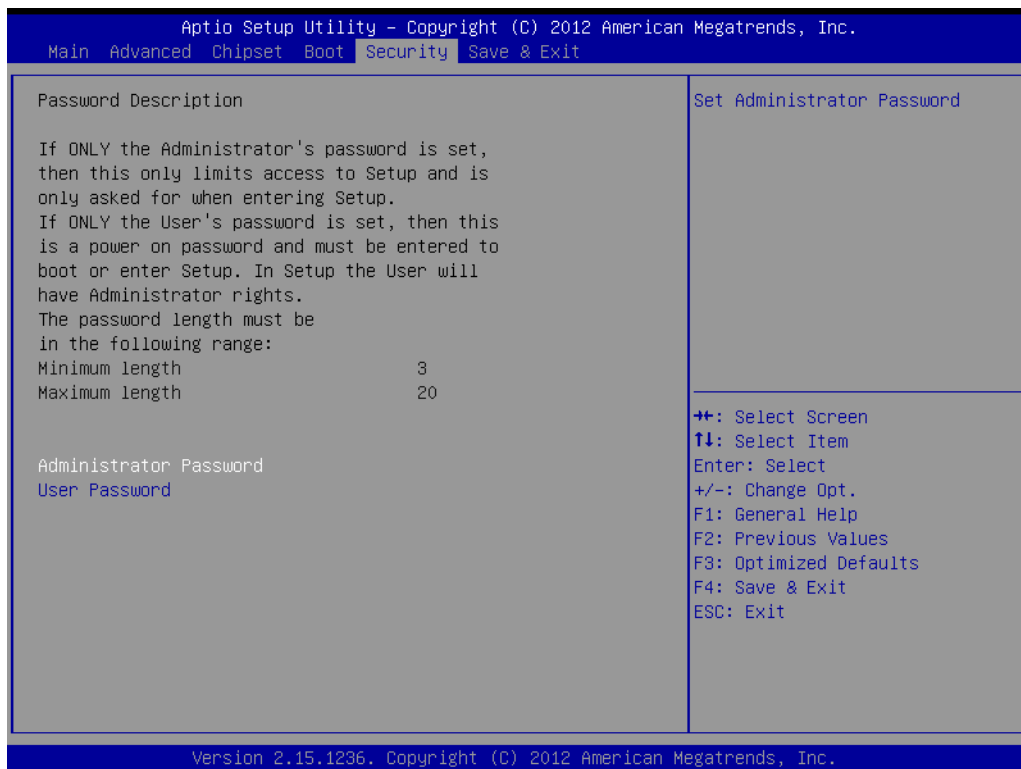 Aptio Setup Utility – Copyright (C) 2012 American Megatrends, Inc.
Main Advanced Chipset Boot Security Save & Exit
Password Description
If ONLY the Administrator's password is set,
then this only limits access to Setup and is
only asked for when entering Setup.
If ONLY the User's password is set, then this
is a power on password and must be entered to
boot or enter Setup. In Setup the User will
have Administrator rights.
The password length must be
in the following range:
Minimum length 3
Maximum length 20
Administrator Password
User Password
Set Administrator Password
→←: Select Screen
↑↓: Select Item
Enter: Select
+/-: Change Opt.
F1: General Help
F2: Previous Values
F3: Optimized Defaults
F4: Save & Exit
ESC: Exit
Version 2.15.1236. Copyright (C) 2012 American Megatrends, Inc.